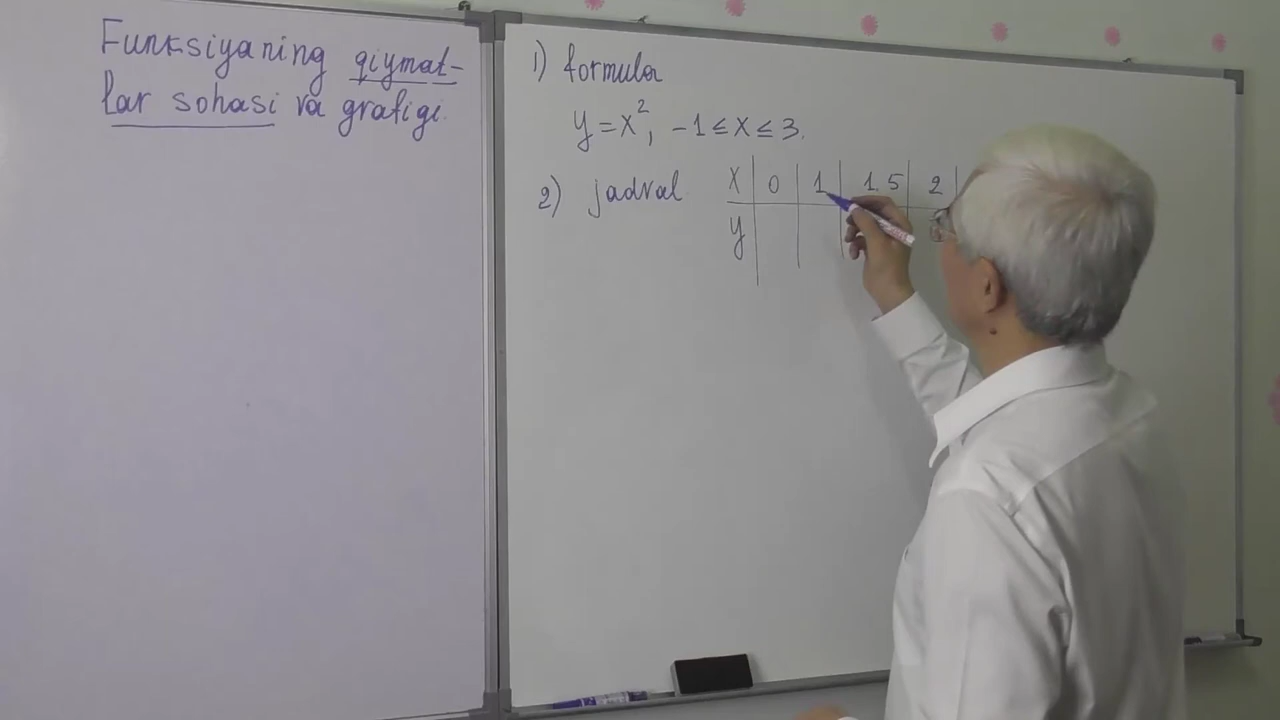 Funksiyaning qiymat-
lar sohasi va grafigi.
1) formula
y = x², -1 ≤ x ≤ 3.
2) jadval
x | 0 | 1 | 1.5 | 2 |
y